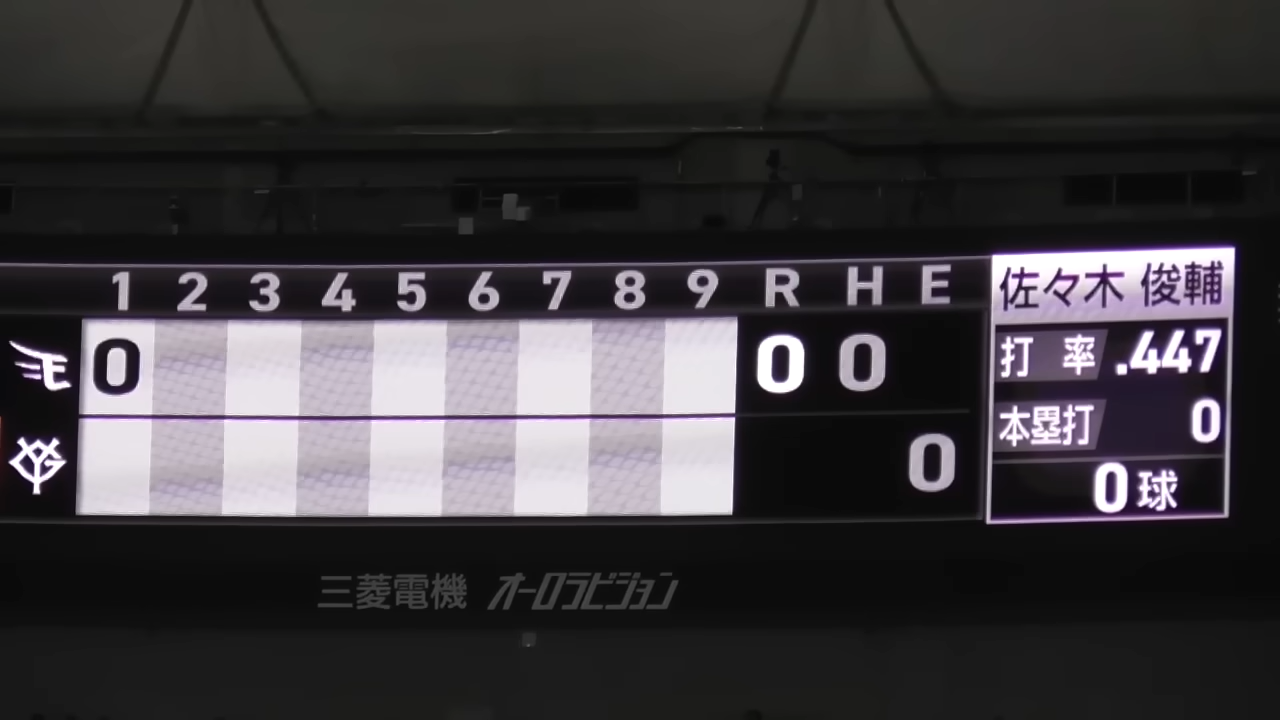 1 2 3 4 5 6 7 8 9 R H E
E 0 0 0
YG 0
佐々木 俊輔
打率 .447
本塁打 0
0球
三菱電機 オーロラビジョン